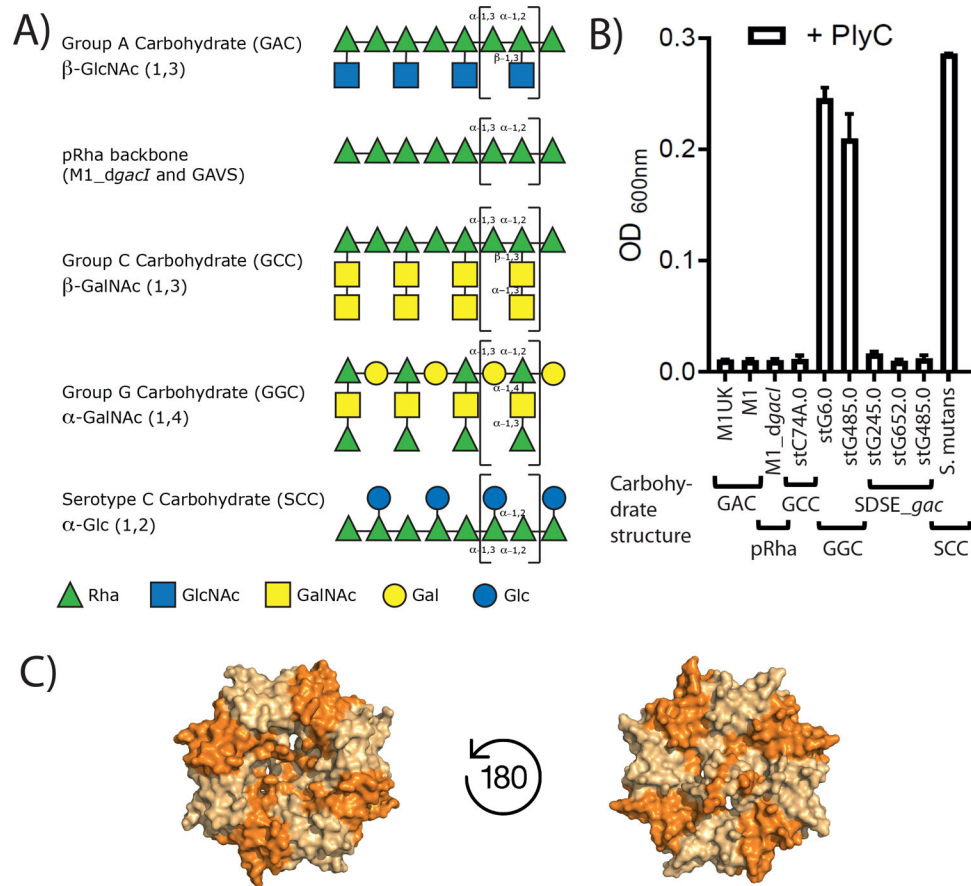 A)
Group A Carbohydrate (GAC)
β-GlcNAc (1,3)
α-1,3 α-1,2
β-1,3
pRha backbone
(M1_dgacI and GAVS)
α-1,3 α-1,2
Group C Carbohydrate (GCC)
β-GalNAc (1,3)
α-1,3 α-1,2
β-1,3
α-1,3
Group G Carbohydrate (GGC)
α-GalNAc (1,4)
α-1,3 α-1,2
α-1,4
α-1,3
Serotype C Carbohydrate (SCC)
α-Glc (1,2)
α-1,2
α-1,3 α-1,2
Rha GlcNAc GalNAc Gal Glc
B)
+ PlyC
OD 600nm
0.3
0.2
0.1
0.0
M1UK
M1
M1_dgacI
stC74A.0
stG6.0
stG485.0
stG245.0
stG652.0
stG485.0
S. mutans
Carbohy-
drate
structure
GAC
GCC
SDSE_gac
pRha
GGC
SCC
C)
180